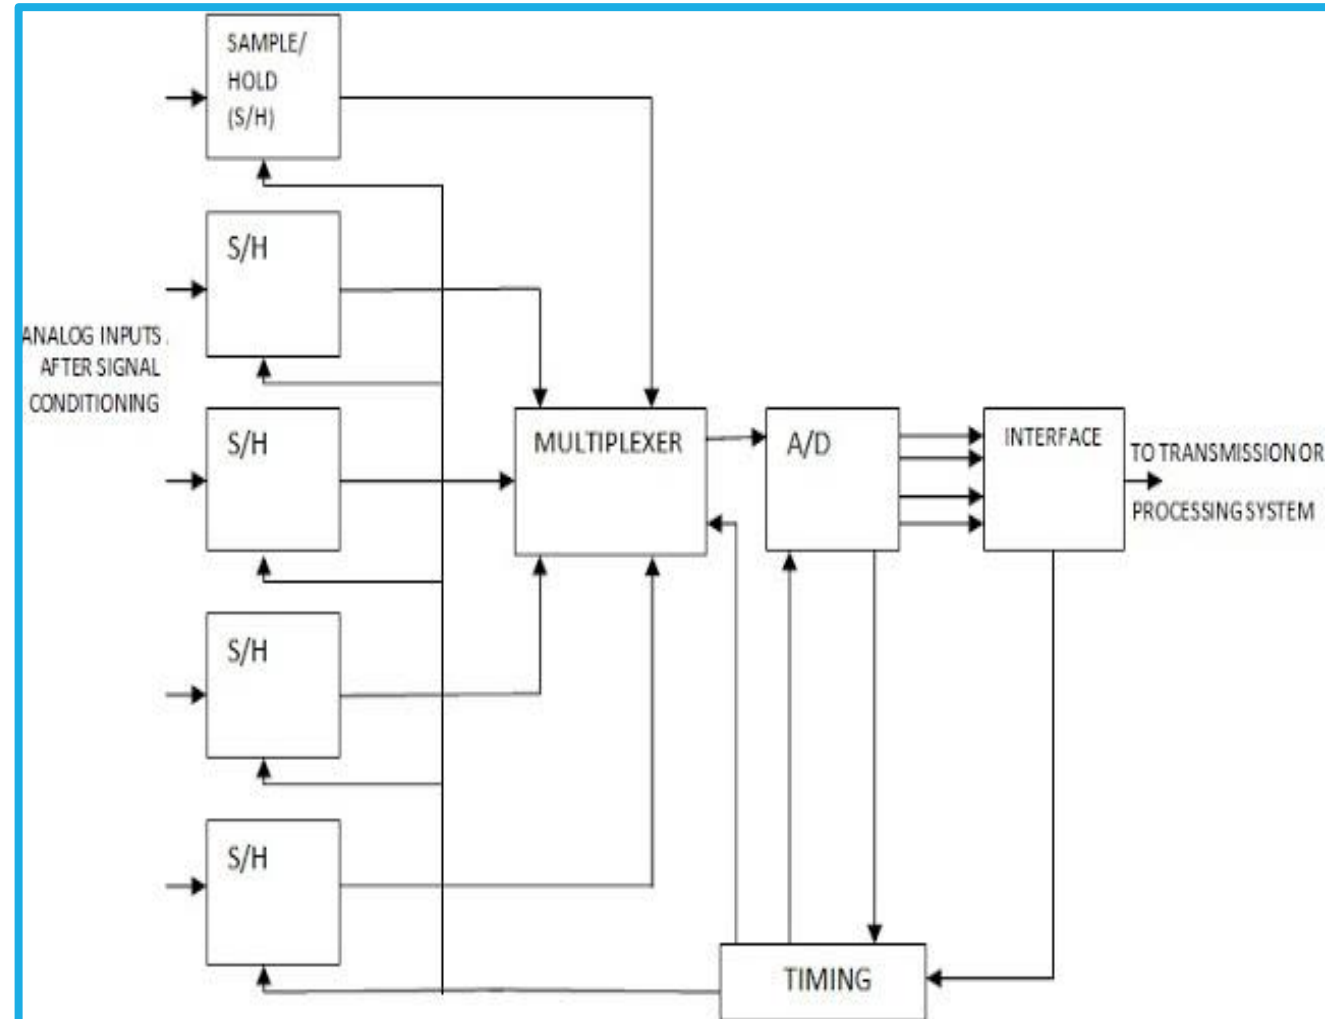 SAMPLE/
HOLD
(S/H)
S/H
ANALOG INPUTS
AFTER SIGNAL
CONDITIONING
S/H
MULTIPLEXER
A/D
INTERFACE
TO TRANSMISSION OR
PROCESSING SYSTEM
S/H
S/H
TIMING